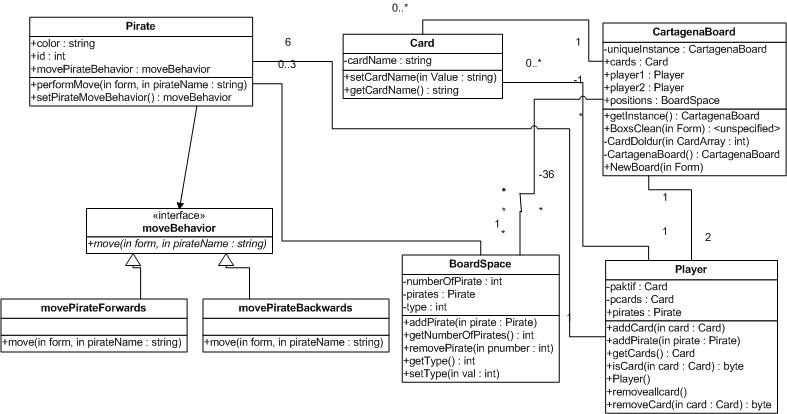 0..*
Pirate
+color : string
+id : int
+movePirateBehavior : moveBehavior
+performMove(in form, in pirateName : string)
+setPirateMoveBehavior() : moveBehavior
6
0..3
Card
-cardName : string
+setCardName(in Value : string)
+getCardName() : string
1
0..*
-1
*
CartagenaBoard
-uniqueInstance : CartagenaBoard
+cards : Card
+player1 : Player
+player2 : Player
+positions : BoardSpace
+getInstance() : CartagenaBoard
+BoxsClean(in Form) : <unspecified>
-CardDoldur(in CardArray : int)
-CartagenaBoard() : CartagenaBoard
+NewBoard(in Form)
-36
*
*
*
1
*
1
1
2
«interface»
moveBehavior
+move(in form, in pirateName : string)
movePirateForwards
+move(in form, in pirateName : string)
movePirateBackwards
+move(in form, in pirateName : string)
BoardSpace
-numberOfPirate : int
-pirates : Pirate
-type : int
+addPirate(in pirate : Pirate)
+getNumberOfPirates() : int
+removePirate(in pnumber : int)
+getType() : int
+setType(in val : int)
1
Player
-paktif : Card
-pcards : Card
+pirates : Pirate
+addCard(in card : Card)
+addPirate(in pirate : Pirate)
+getCards() : Card
+isCard(in card : Card) : byte
+Player()
+removeallcard()
+removeCard(in card : Card) : byte